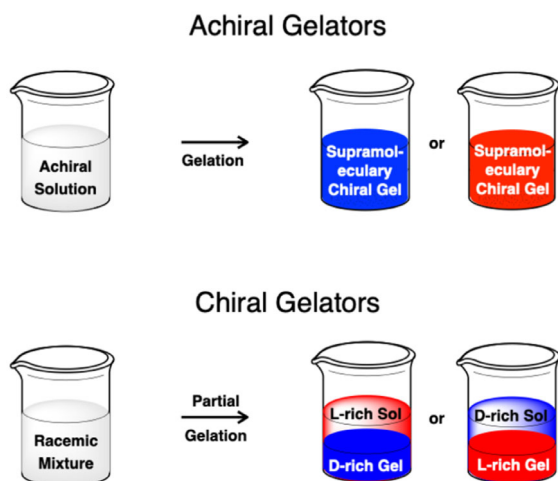 Achiral Gelators
Achiral
Solution
Gelation
Supramol-
eculary
Chiral Gel
or
Supramol-
eculary
Chiral Gel
Chiral Gelators
Racemic
Mixture
Partial
Gelation
L-rich Sol
D-rich Gel
or
D-rich Sol
L-rich Gel